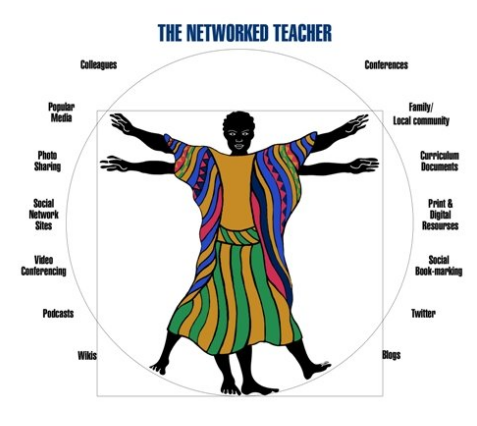 THE NETWORKED TEACHER
Colleagues
Popular
Media
Photo
Sharing
Social
Network
Sites
Video
Conferencing
Podcasts
Wikis
Conferences
Family/
Local community
Curriculum
Documents
Print &
Digital
Resourses
Social
Book-marking
Twitter
Blogs